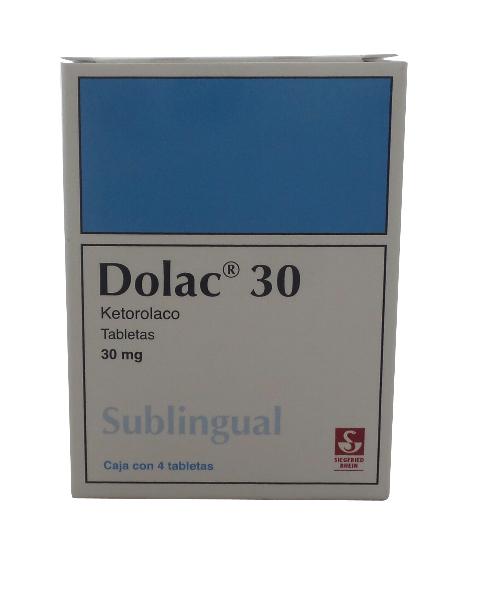 Dolac® 30
Ketorolaco
Tabletas
30 mg
Sublingual
SIEGFRIED
RHEIN
Caja con 4 tabletas